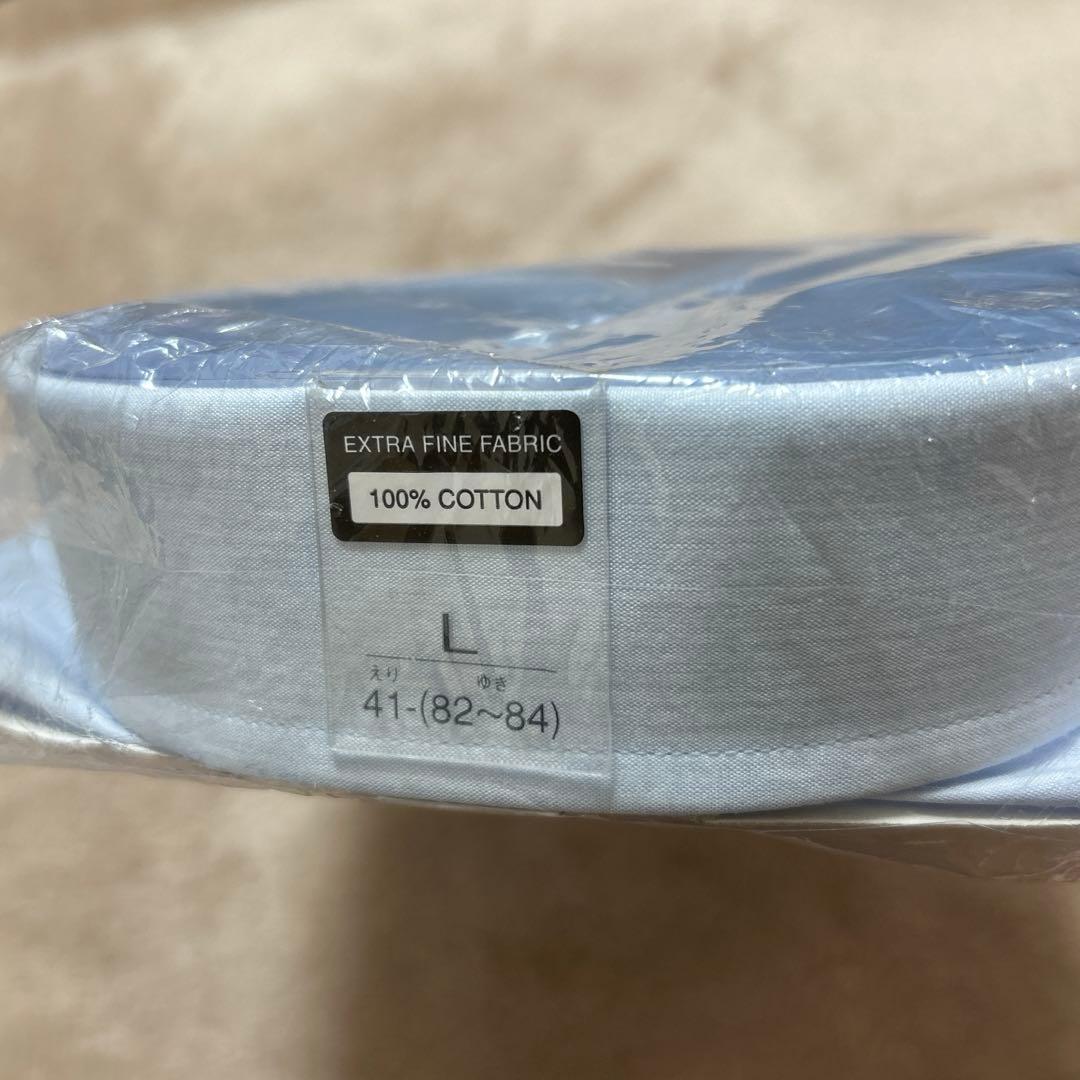 EXTRA FINE FABRIC
100% COTTON
L
えり ゆき
41-(82~84)